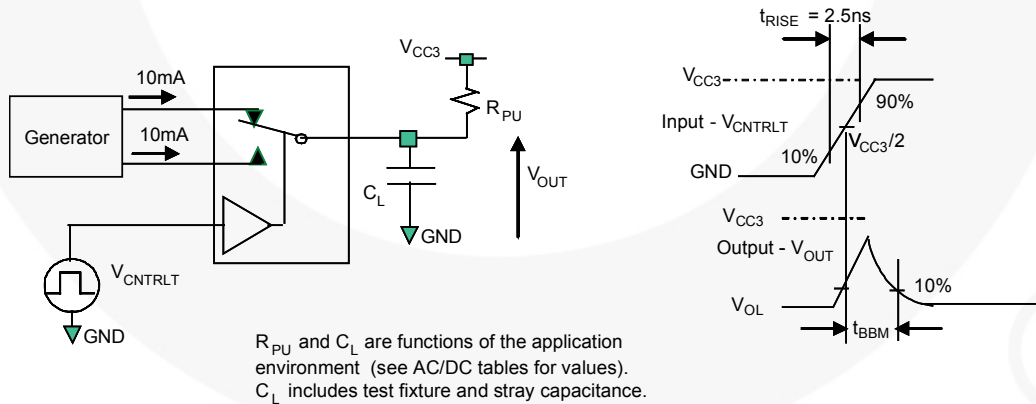 t_RISE = 2.5ns
V_CC3
10mA
R_PU
Generator
10mA
C_L
V_OUT
GND
V_CNTRLT
GND
V_CC3
90%
Input - V_CNTRLT
V_CC3/2
10%
GND
V_CC3
Output - V_OUT
10%
V_OL
t_BBM
R_PU and C_L are functions of the application
environment (see AC/DC tables for values).
C_L includes test fixture and stray capacitance.